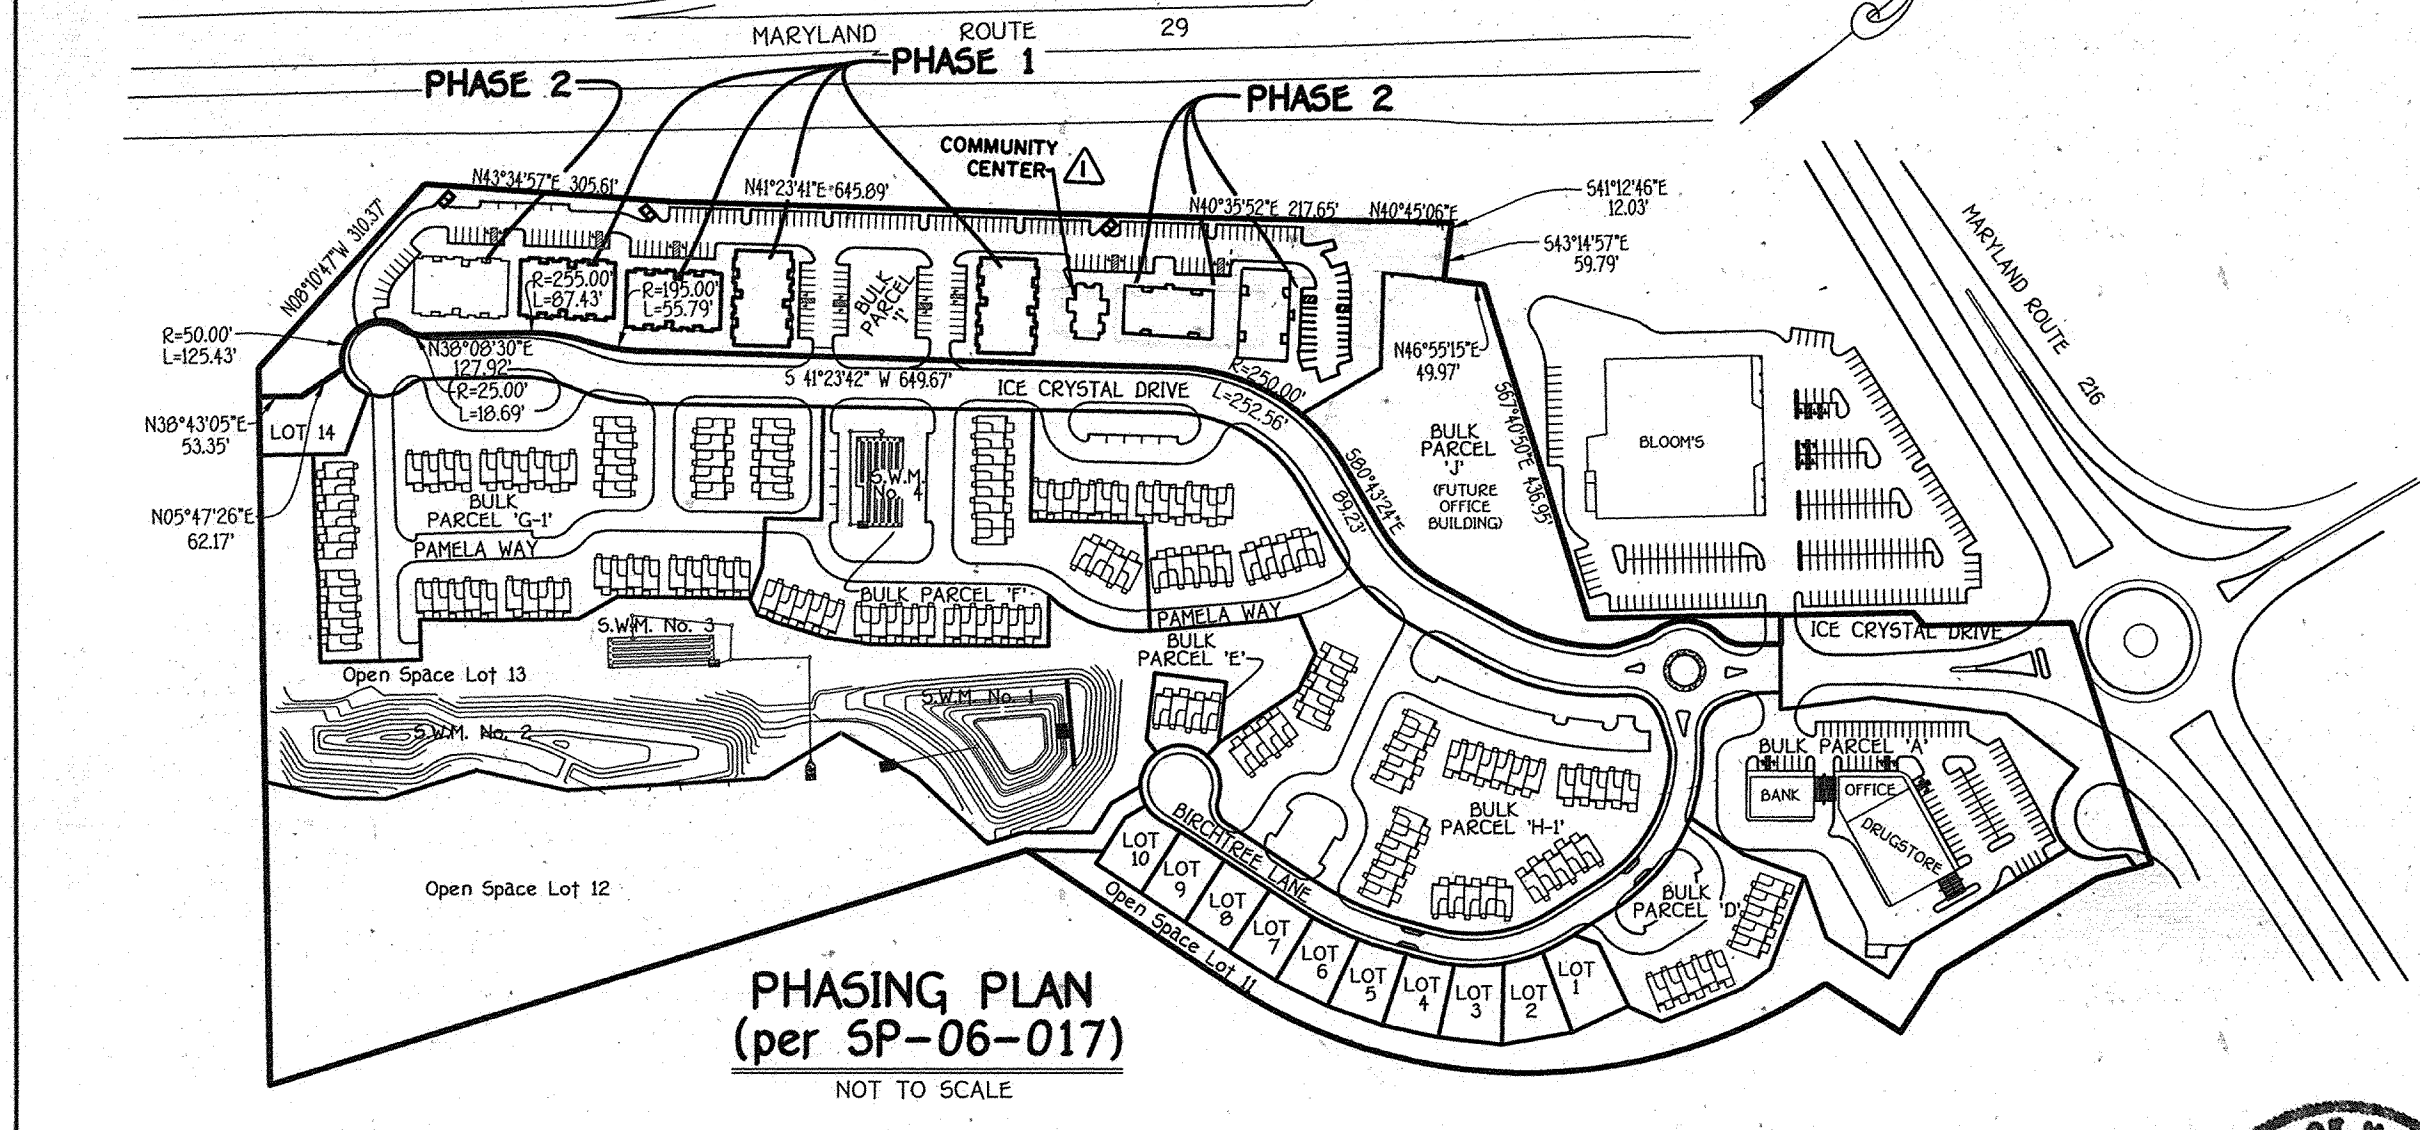 MARYLAND ROUTE 29
PHASE 1
PHASE 2
PHASE 2
COMMUNITY
CENTER
1
N43°34'57"E 305.61'
N41°23'41"E 645.89'
N40°35'52"E 217.65'
N40°45'06"E
S41°12'46"E
12.03'
S43°14'57"E
59.79'
MARYLAND ROUTE 216
N08°10'47"W 310.37'
R=255.00'
L=87.43'
R=195.00'
L=55.79'
BULK
PARCEL
'I'
R=50.00'
L=125.43'
N38°08'30"E
127.92'
R=25.00'
L=18.69'
S 41°23'42" W 649.67'
ICE CRYSTAL DRIVE
R=250.00'
L=252.56'
N46°55'15"E
49.97'
S67°40'50"E 436.95'
S80°43'24"E
89.23'
BULK
PARCEL
'J'
(FUTURE
OFFICE
BUILDING)
BLOOM'S
N38°43'05"E
53.35'
LOT 14
N05°47'26"E
62.17'
BULK
PARCEL 'G-1'
PAMELA WAY
S.W.M.
No. 4
BULK PARCEL 'F'
PAMELA WAY
S.W.M. No. 3
BULK
PARCEL 'E'
ICE CRYSTAL DRIVE
Open Space Lot 13
S.W.M. No. 1
S.W.M. No. 2
BULK PARCEL 'A'
BANK
OFFICE
DRUGSTORE
BULK
PARCEL 'H-1'
BIRCHTREE LANE
BULK
PARCEL 'D'
Open Space Lot 12
Open Space Lot 11
LOT
10
LOT
9
LOT
8
LOT
7
LOT
6
LOT
5
LOT
4
LOT
3
LOT
2
LOT
1
PHASING PLAN
(per SP-06-017)
NOT TO SCALE